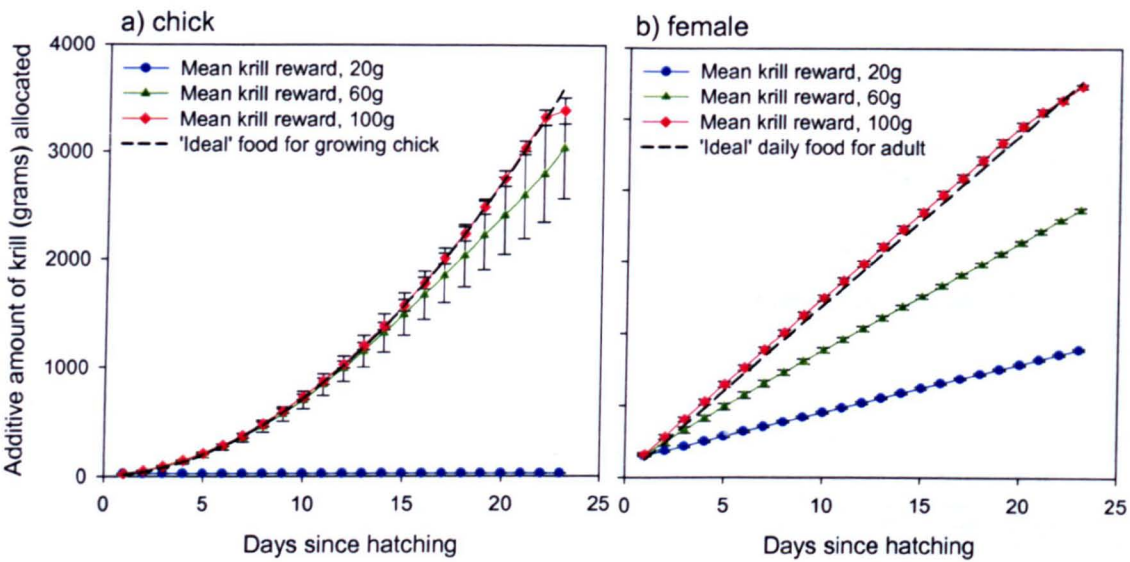 a) chick
4000
Mean krill reward, 20g
Mean krill reward, 60g
Mean krill reward, 100g
'Ideal' food for growing chick
3000
2000
1000
0
Additive amount of krill (grams) allocated
0 5 10 15 20 25
Days since hatching
b) female
Mean krill reward, 20g
Mean krill reward, 60g
Mean krill reward, 100g
'Ideal' daily food for adult
0 5 10 15 20 25
Days since hatching